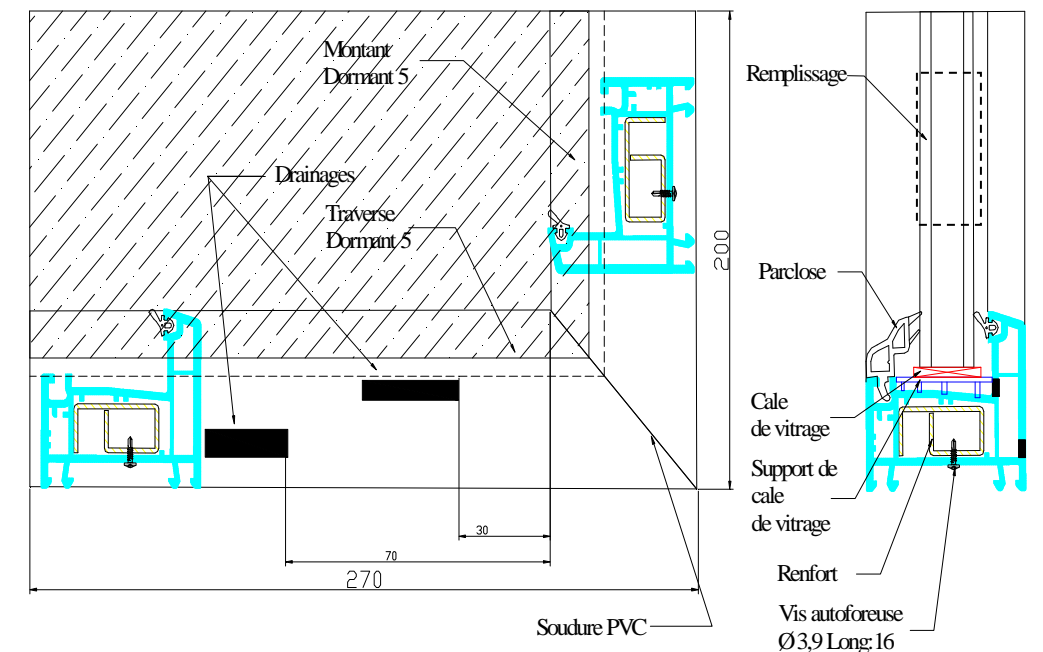 Montant
Dormant 5
Drainages
Traverse
Dormant 5
200
30
70
270
Soudure PVC
Remplissage
Parclose
Cale
de vitrage
Support de
cale
de vitrage
Renfort
Vis autoforeuse
Ø 3,9 Long:16